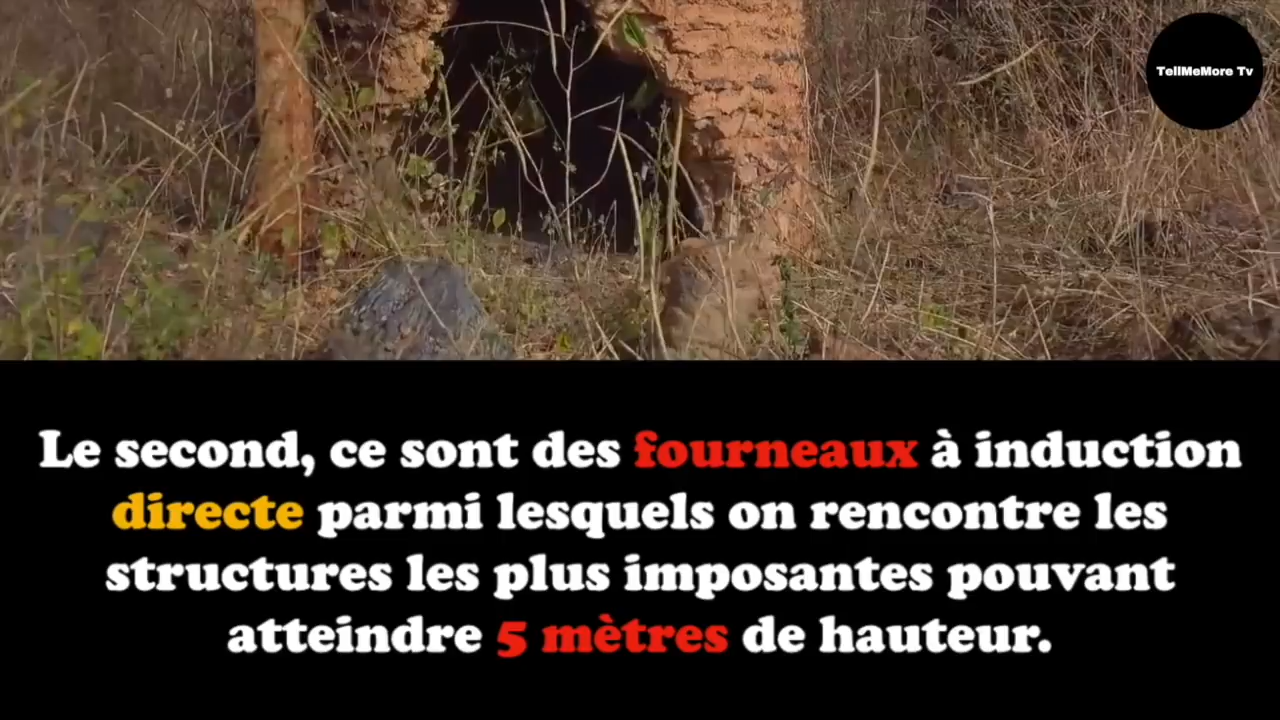 TellMeMore Tv
Le second, ce sont des fourneaux à induction
directe parmi lesquels on rencontre les
structures les plus imposantes pouvant
atteindre 5 mètres de hauteur.